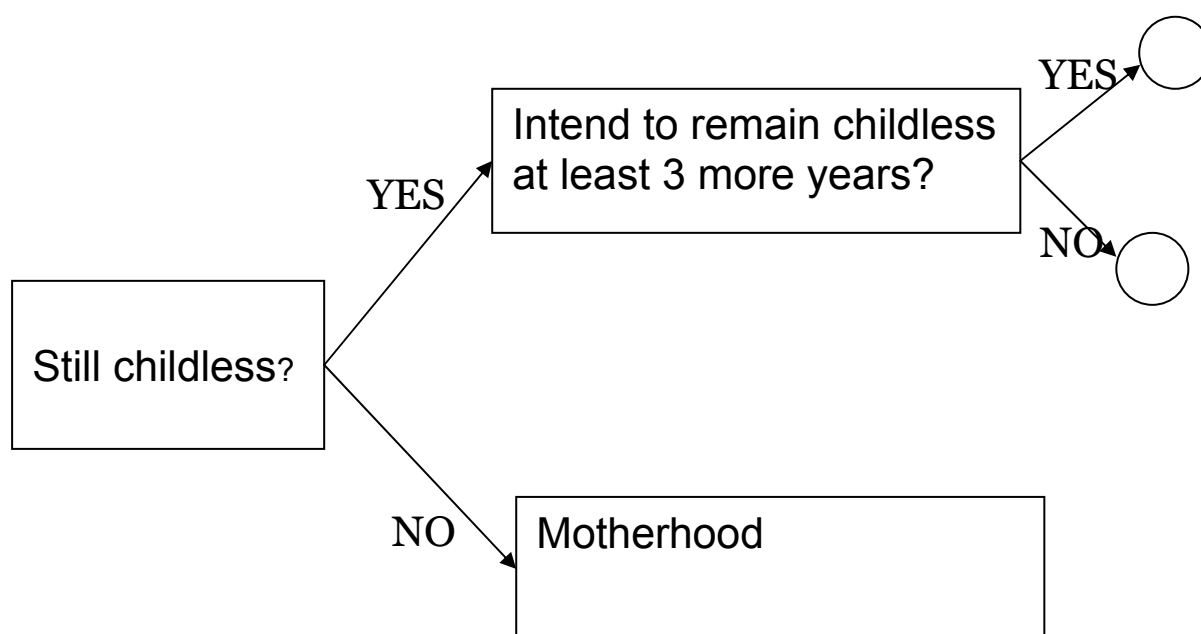 YES
Intend to remain childless
at least 3 more years?
YES
NO
Still childless?
NO
Motherhood